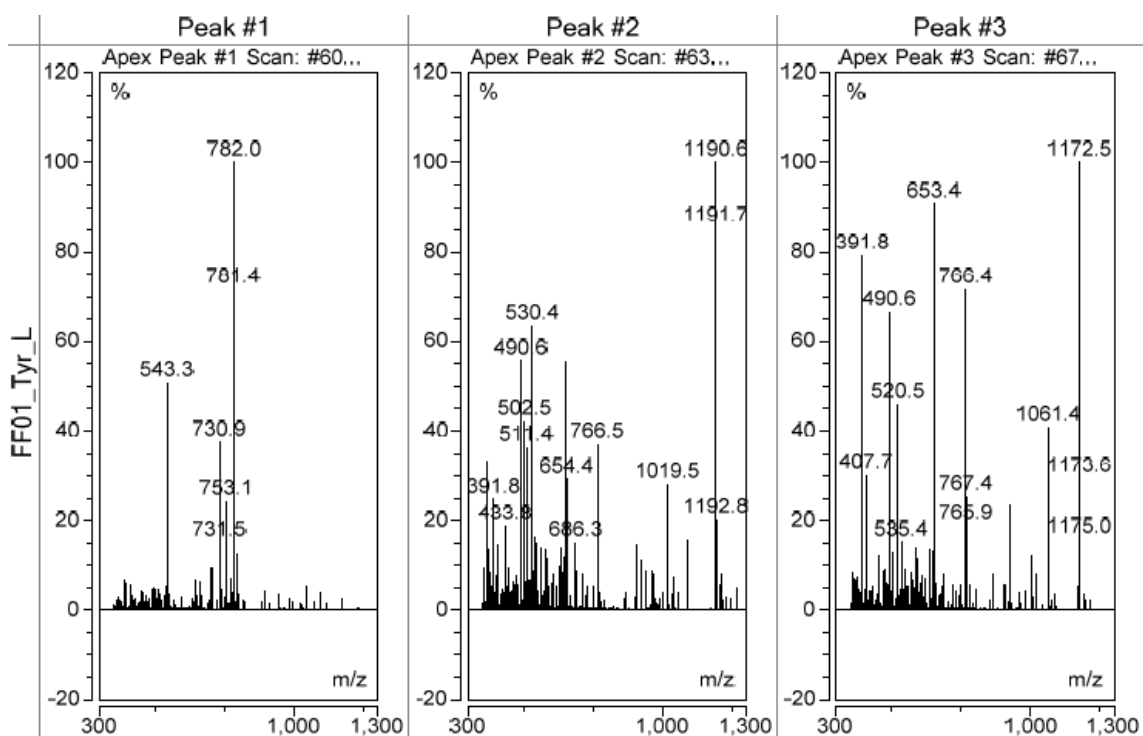 Peak #1 Peak #2 Peak #3
Apex Peak #1 Scan: #60... Apex Peak #2 Scan: #63... Apex Peak #3 Scan: #67...
120 120 120
% % %
782.0 1190.6 1172.5
100 100 100
653.4
1191.7
391.8
80 80 80
781.4 766.4
530.4 490.6
60 60 60
543.3 490.6
520.5
502.5
730.9 511.4 766.5 1061.4
40 40 40
654.4 1019.5 407.7 1173.6
753.1 391.8 767.4
731.5 433.9 1192.8 765.9
20 20 20
686.3 535.4 1175.0
0 0 0
m/z m/z m/z
-20 -20 -20
300 1,000 1,300 300 1,000 1,300 300 1,000 1,300
FF01_Tyr_L